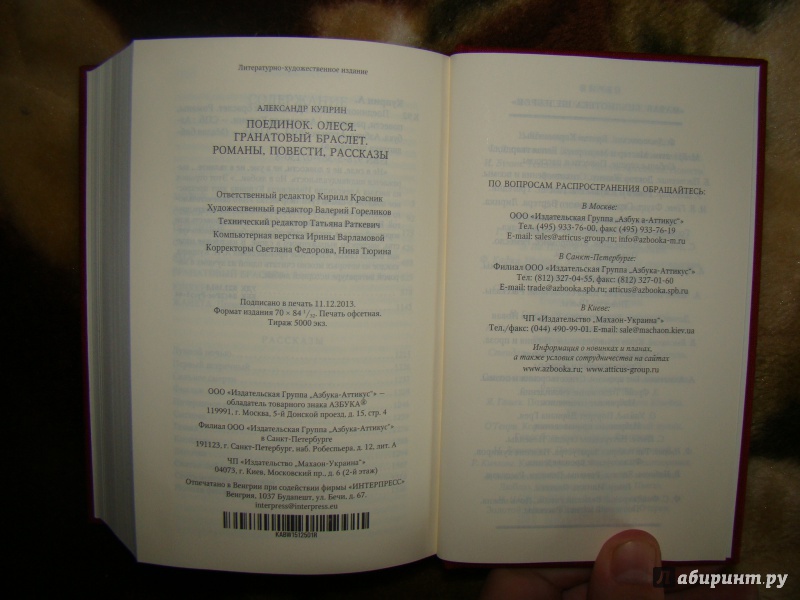 Литературно-художественное издание
АЛЕКСАНДР КУПРИН
ПОЕДИНОК. ОЛЕСЯ.
ГРАНАТОВЫЙ БРАСЛЕТ.
РОМАНЫ, ПОВЕСТИ, РАССКАЗЫ
Ответственный редактор Кирилл Красник
Художественный редактор Валерий Гореликов
Технический редактор Татьяна Раткевич
Компьютерная верстка Ирины Варламовой
Корректоры Светлана Федорова, Нина Тюрина
Подписано в печать 11.12.2013.
Формат издания 70 × 84 1/30. Печать офсетная.
Тираж 5000 экз.
ООО «Издательская Группа „Азбука-Аттикус"» —
обладатель товарного знака АЗБУКА®
119991, г. Москва, 5-й Донской проезд, д. 15, стр. 4
Филиал ООО «Издательская Группа „Азбука-Аттикус"»
в Санкт-Петербурге
191123, г. Санкт-Петербург, наб. Робеспьера, д. 12, лит. А
ЧП «Издательство „Махаон-Украина"»
04073, г. Киев, Московский пр., д. 6 (2-й этаж)
Отпечатано в Венгрии при содействии фирмы «ИНТЕРПРЕСС»
Венгрия, 1037 Будапешт, ул. Бечи, д. 67.
interpress@interpress.eu
KABW1512501R
ПО ВОПРОСАМ РАСПРОСТРАНЕНИЯ ОБРАЩАЙТЕСЬ:
В Москве:
ООО «Издательская Группа „Азбука-Аттикус"»
Тел. (495) 933-76-00, факс (495) 933-76-19
E-mail: sales@atticus-group.ru; info@azbooka-m.ru
В Санкт-Петербурге:
Филиал ООО «Издательская Группа „Азбука-Аттикус"»
Тел: (812) 327-04-55, факс: (812) 327-01-60
E-mail: trade@azbooka.spb.ru; atticus@azbooka.spb.ru
В Киеве:
ЧП «Издательство „Махаон-Украина"»
Тел./факс: (044) 490-99-01. E-mail: sale@machaon.kiev.ua
Информация о новинках и планах,
а также условия сотрудничества на сайтах
www.azbooka.ru; www.atticus-group.ru
Лабиринт.ру